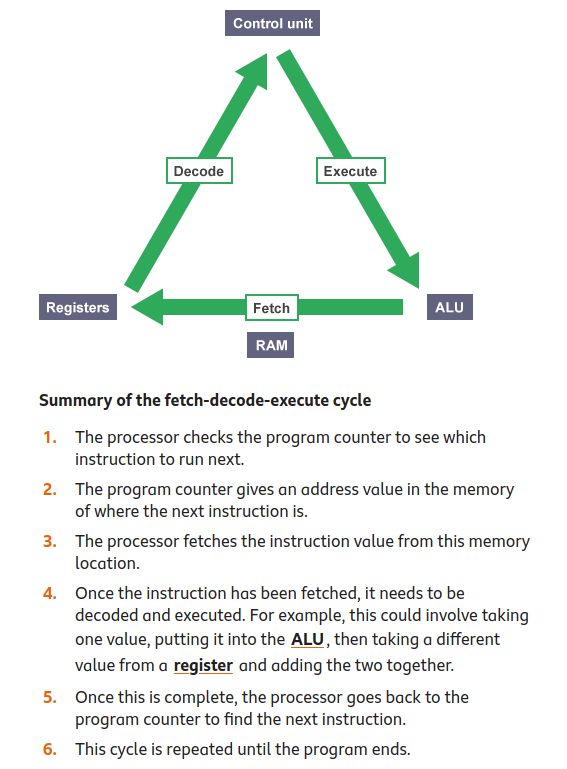 Control unit
Decode
Execute
Registers
Fetch
ALU
RAM
Summary of the fetch-decode-execute cycle
1. The processor checks the program counter to see which
instruction to run next.
2. The program counter gives an address value in the memory
of where the next instruction is.
3. The processor fetches the instruction value from this memory
location.
4. Once the instruction has been fetched, it needs to be
decoded and executed. For example, this could involve taking
one value, putting it into the ALU, then taking a different
value from a register and adding the two together.
5. Once this is complete, the processor goes back to the
program counter to find the next instruction.
6. This cycle is repeated until the program ends.